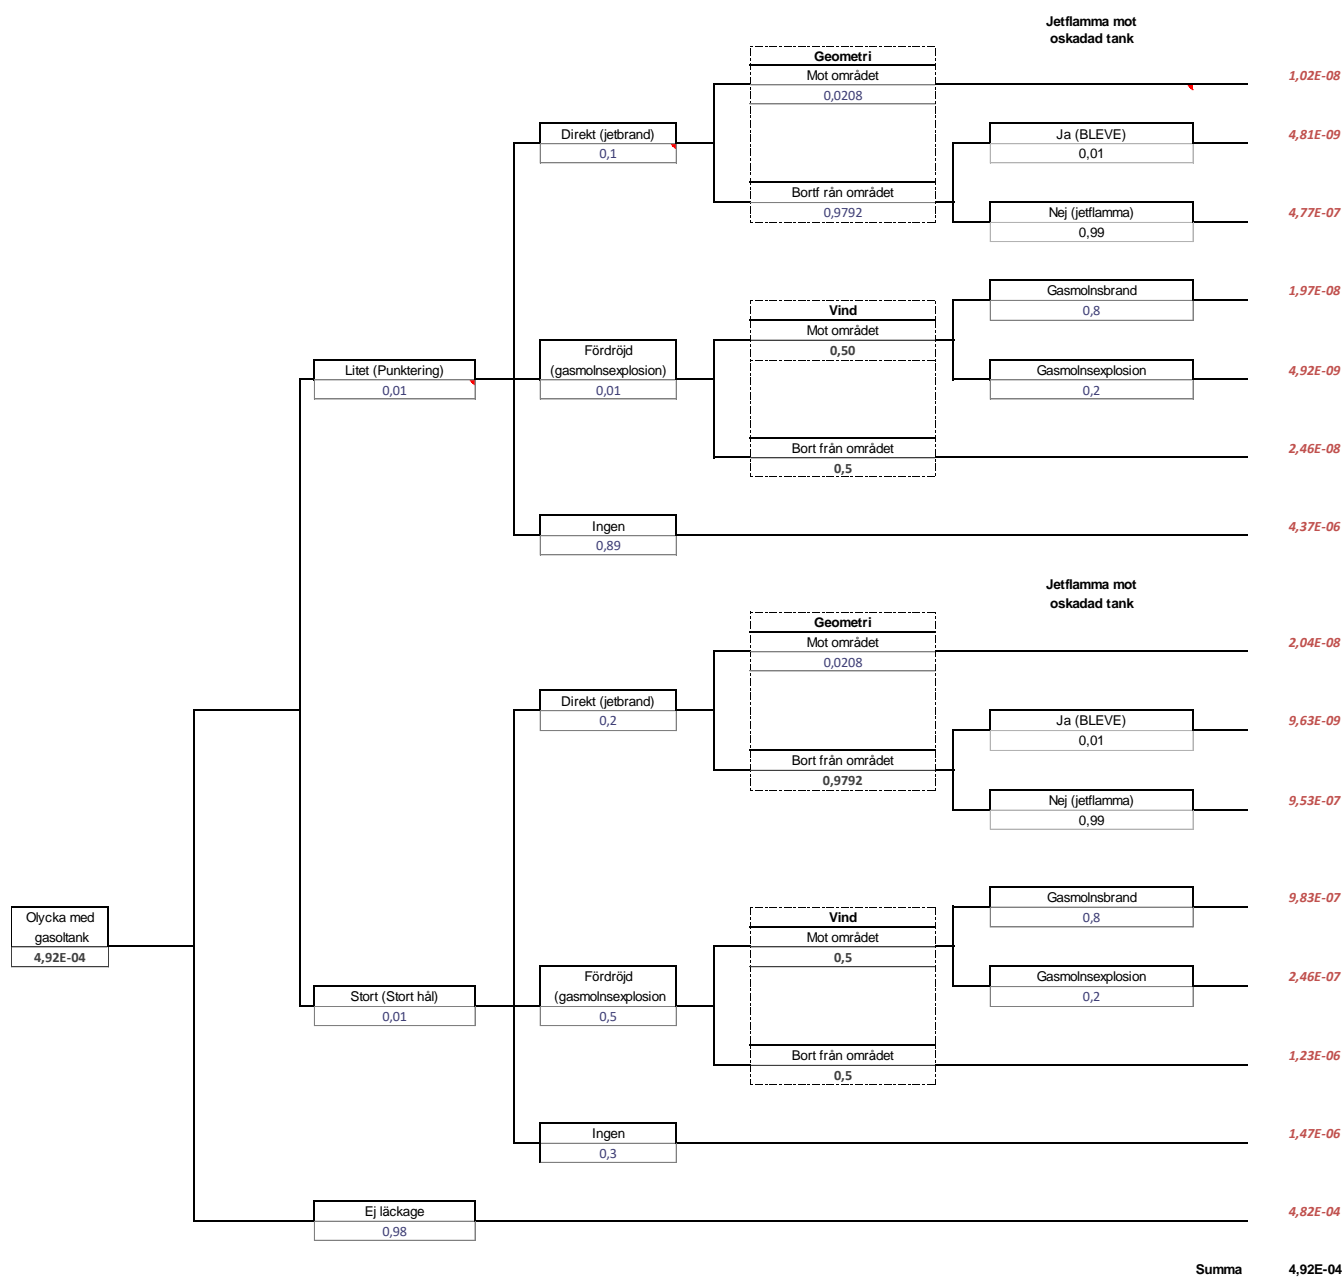 Jetflamma mot
oskadad tank
Geometri
Mot området
0,0208
1,02E-08
Direkt (jetbrand)
0,1
Ja (BLEVE)
0,01
4,81E-09
Bortf rån området
0,9792
Nej (jetflamma)
0,99
4,77E-07
Gasmolnsbrand
0,8
1,97E-08
Vind
Mot området
0,50
Litet (Punktering)
0,01
Fördröjd
(gasmolnsexplosion)
0,01
Gasmolnsexplosion
0,2
4,92E-09
Bort från området
0,5
2,46E-08
Ingen
0,89
4,37E-06
Jetflamma mot
oskadad tank
Geometri
Mot området
0,0208
2,04E-08
Direkt (jetbrand)
0,2
Ja (BLEVE)
0,01
9,63E-09
Bort från området
0,9792
Nej (jetflamma)
0,99
9,53E-07
Gasmolnsbrand
0,8
9,83E-07
Olycka med
gasoltank
4,92E-04
Vind
Mot området
0,5
Stort (Stort hål)
0,01
Fördröjd
(gasmolnsexplosion
0,5
Gasmolnsexplosion
0,2
2,46E-07
Bort från området
0,5
1,23E-06
Ingen
0,3
1,47E-06
Ej läckage
0,98
4,82E-04
Summa 4,92E-04